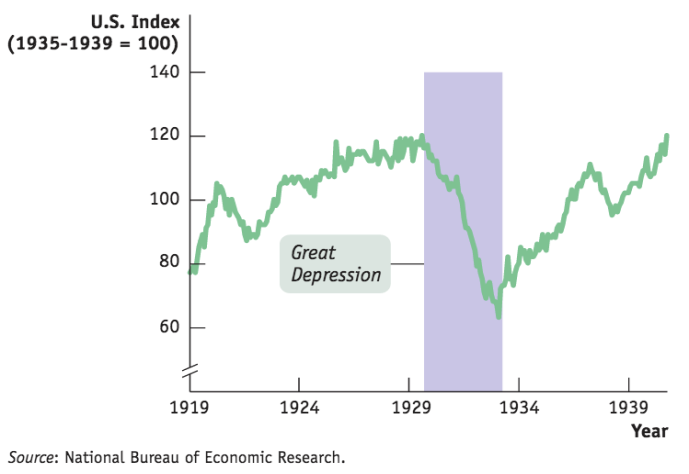 U.S. Index
(1935-1939 = 100)
140
120
100
80
60
Great
Depression
1919
1924
1929
1934
1939
Year
Source: National Bureau of Economic Research.